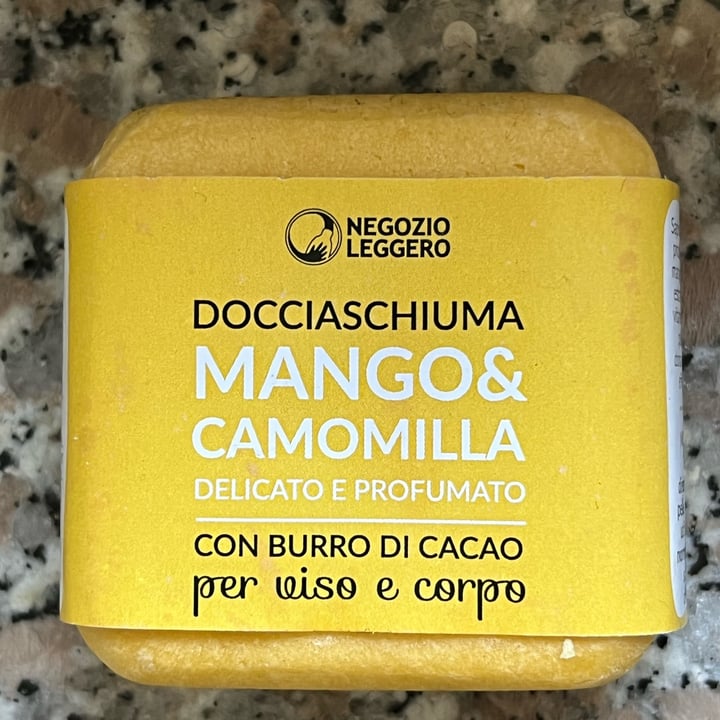 NEGOZIO
LEGGERO
DOCCIASCHIUMA
MANGO&
CAMOMILLA
DELICATO E PROFUMATO
CON BURRO DI CACAO
per viso e corpo